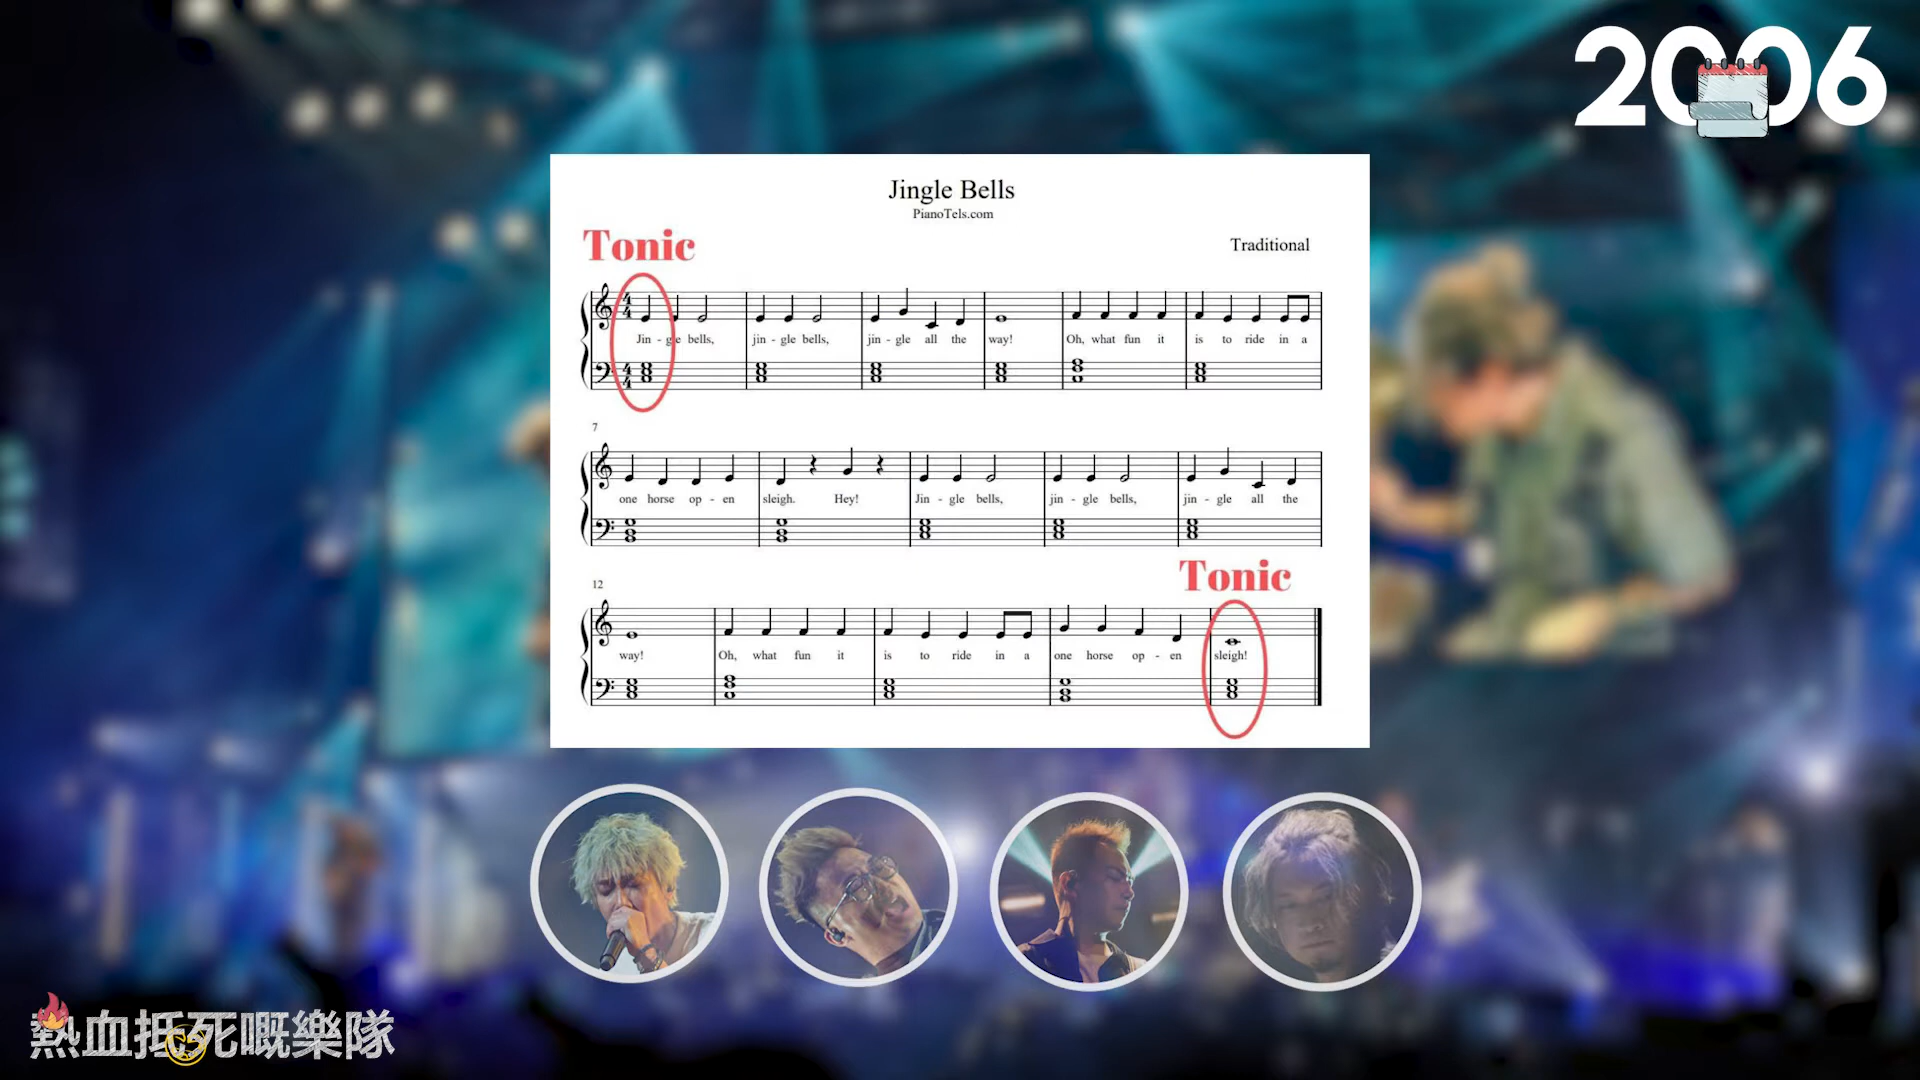 2006
Jingle Bells
PianoTels.com
Tonic
Traditional
Jin - gle bells, jin - gle bells, jin - gle all the way! Oh, what fun it is to ride in a
7
one horse op - en sleigh. Hey! Jin - gle bells, jin - gle bells, jin - gle all the
Tonic
12
way! Oh, what fun it is to ride in a one horse op - en sleigh!
熱血抵死嘅樂隊